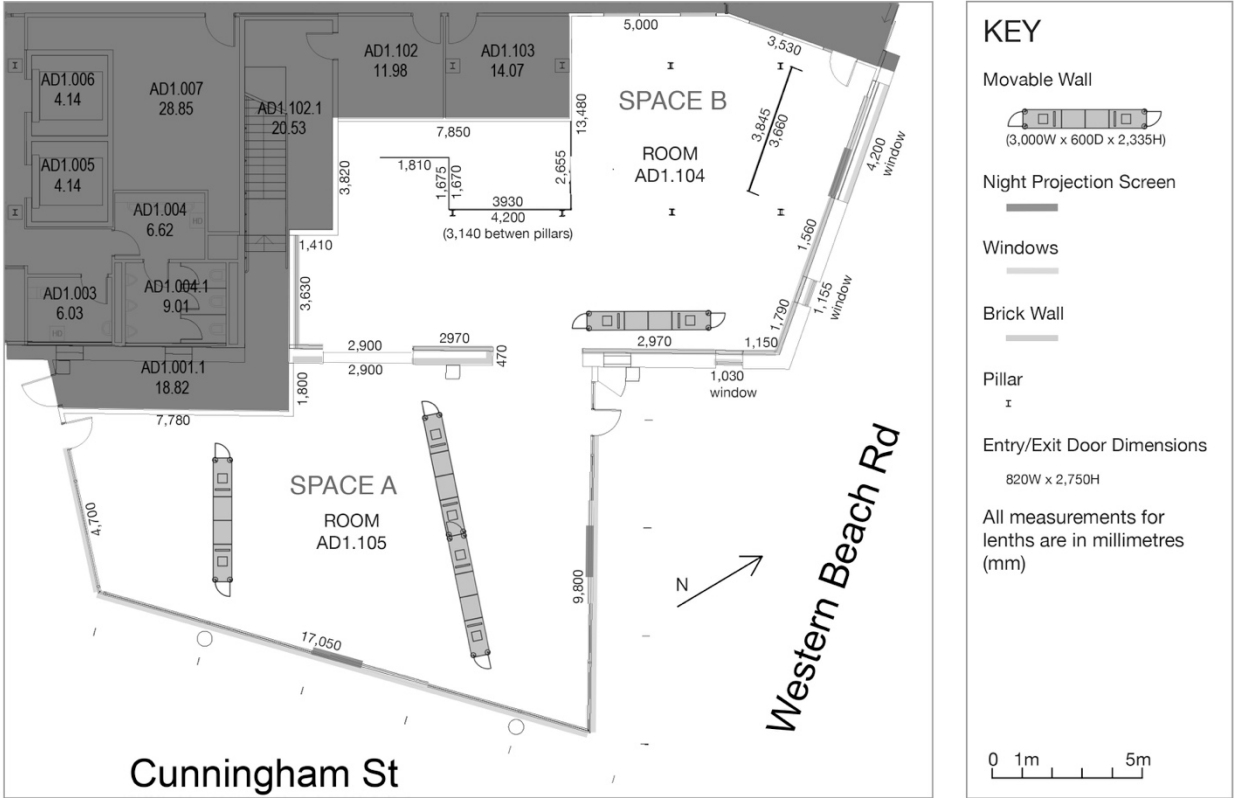 5,000
3,530
AD1.102
11.98
AD1.103
14.07
AD1.006
4.14
AD1.007
28.85
AD1.102.1
20.53
SPACE B
13,480
7,850
3,845
3,660
4,200
window
ROOM
AD1.104
AD1.005
4.14
3,820
1,810
1,675
1,670
2,655
3930
4,200
(3,140 betwen pillars)
AD1.004
6.62
HD
1,410
1,560
AD1.003
6.03
HB
AD1.004.1
9.01
3,630
1,155
window
1,790
2,900
2,900
2970
470
2,970
1,150
1,030
window
AD1.001.1
18.82
1,800
7,780
SPACE A
ROOM
AD1.105
4,700
9,800
17,050
N
Western Beach Rd
Cunningham St
KEY
Movable Wall
(3,000W x 600D x 2,335H)
Night Projection Screen
Windows
Brick Wall
Pillar
Entry/Exit Door Dimensions
820W x 2,750H
All measurements for
lenths are in millimetres
(mm)
0 1m 5m